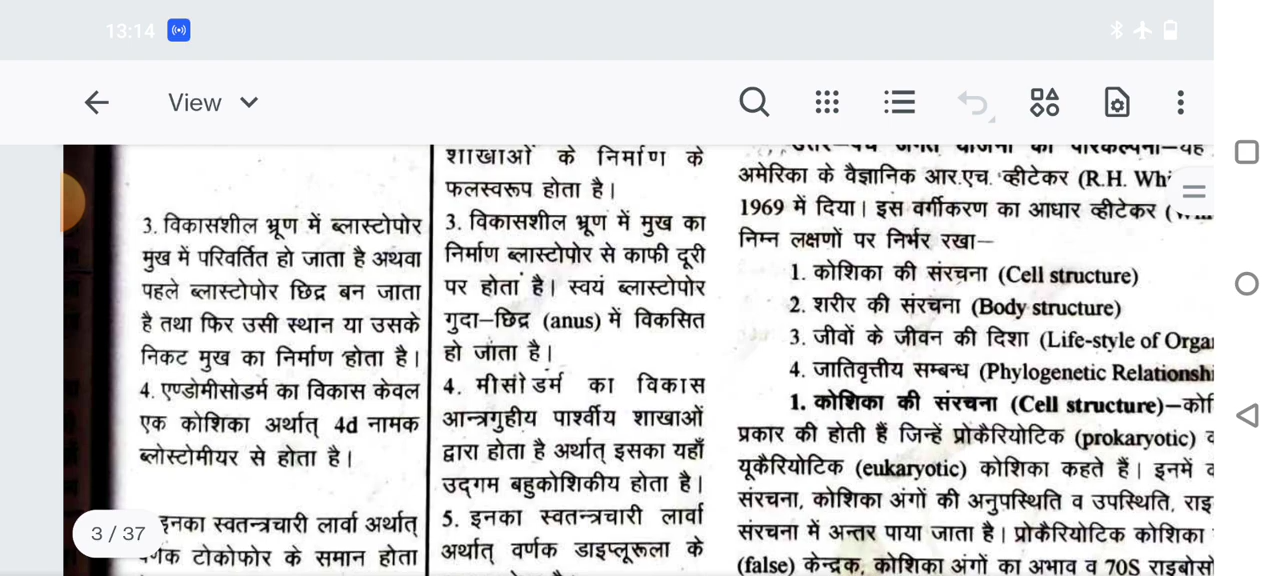 13:14
View
शाखाओं के निर्माण के
फलस्वरूप होता है।
3. विकासशील भ्रूण में ब्लास्टोपोर
मुख में परिवर्तित हो जाता है अथवा
पहले ब्लास्टोपोर छिद्र बन जाता
है तथा फिर उसी स्थान या उसके
निकट मुख का निर्माण होता है।
4. एण्डोमीसोडर्म का विकास केवल
एक कोशिका अर्थात् 4d नामक
ब्लोस्टोमीयर से होता है।
इनका स्वतन्त्रचारी लार्वा अर्थात्
टोकोफोर के समान होता
3. विकासशील भ्रूण में मुख का
निर्माण ब्लास्टोपोर से काफी दूरी
पर होता है। स्वयं ब्लास्टोपोर
गुदा–छिद्र (anus) में विकसित
हो जाता है।
4. मीसोडर्म का विकास
आन्त्रगुहीय पार्श्वीय शाखाओं
द्वारा होता है अर्थात् इसका यहाँ
उद्गम बहुकोशिकीय होता है।
5. इनका स्वतन्त्रचारी लार्वा
अर्थात् वर्णक डाइप्लूरूला के
अमेरिका के वैज्ञानिक आर.एच. व्हीटेकर (R.H.
1969 में दिया। इस वर्गीकरण का आधार व्हीटेकर
निम्न लक्षणों पर निर्भर रखा–
1. कोशिका की संरचना (Cell structure)
2. शरीर की संरचना (Body structure)
3. जीवों के जीवन की दिशा (Life-style of
4. जातिवृत्तीय सम्बन्ध (Phylogenetic
1. कोशिका की संरचना (Cell structure)–
प्रकार की होती हैं जिन्हें प्रोकैरियोटिक (prokaryotic)
यूकैरियोटिक (eukaryotic) कोशिका कहते हैं। इनमें
संरचना, कोशिका अंगों की अनुपस्थिति व उपस्थिति,
संरचना में अन्तर पाया जाता है। प्रोकैरियोटिक कोशिका
(false) केन्द्रक, कोशिका अंगों का अभाव व 70S
3 / 37